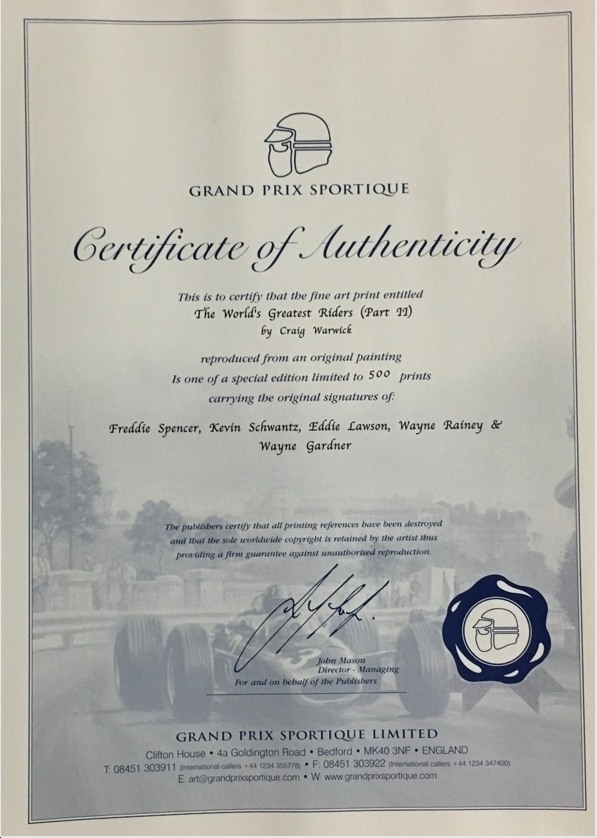 GRAND PRIX SPORTIQUE
Certificate of Authenticity
This is to certify that the fine art print entitled
The World's Greatest Riders (Part II)
by Craig Warwick
reproduced from an original painting
Is one of a special edition limited to 500 prints
carrying the original signatures of:
Freddie Spencer, Kevin Schwantz, Eddie Lawson, Wayne Rainey &
Wayne Gardner
The publishers certify that all printing references have been destroyed
and that the sole worldwide copyright is retained by the artist thus
providing a firm guarantee against unauthorised reproduction.
3
John Mason
Director - Managing
For and on behalf of the Publishers
GRAND PRIX SPORTIQUE LIMITED
Clifton House • 4a Goldington Road • Bedford • MK40 3NF • ENGLAND
T: 08451 303911 (International callers +44 1234 355778) • F: 08451 303922 (International callers +44 1234 347400)
E: art@grandprixsportique.com • W: www.grandprixsportique.com